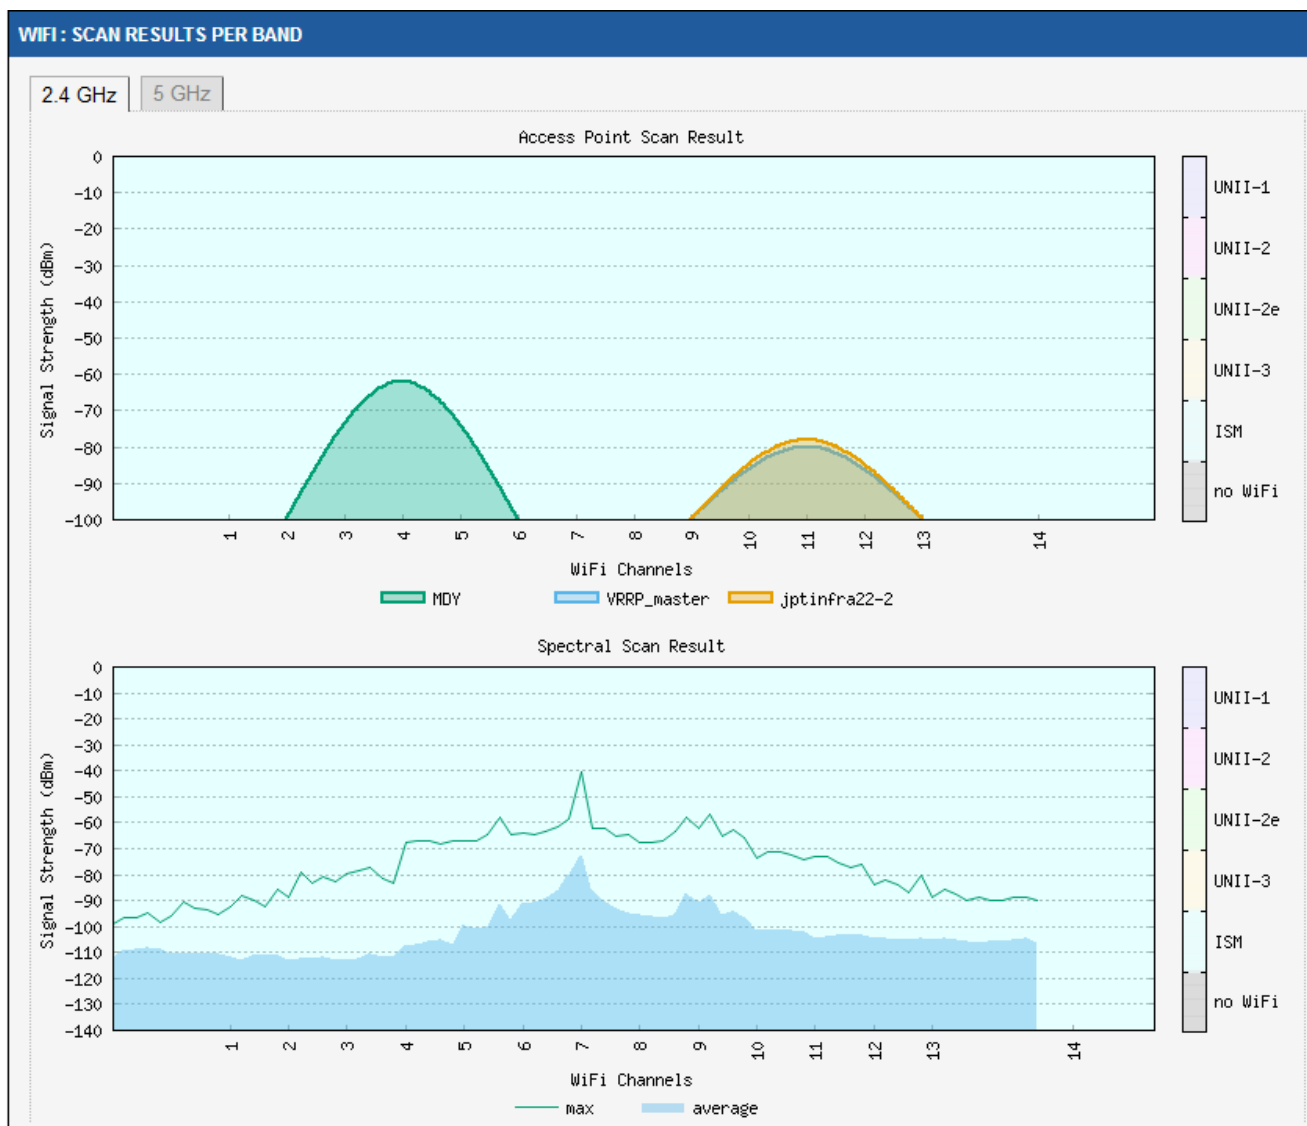 WIFI : SCAN RESULTS PER BAND
2.4 GHz 5 GHz
Access Point Scan Result
Signal Strength (dBm)
0
-10
-20
-30
-40
-50
-60
-70
-80
-90
-100
1 2 3 4 5 6 7 8 9 10 11 12 13 14
WiFi Channels
MDY VRRP_master jptinfra22-2
UNII-1
UNII-2
UNII-2e
UNII-3
ISM
no WiFi
Spectral Scan Result
Signal Strength (dBm)
0
-10
-20
-30
-40
-50
-60
-70
-80
-90
-100
-110
-120
-130
-140
1 2 3 4 5 6 7 8 9 10 11 12 13 14
WiFi Channels
max average
UNII-1
UNII-2
UNII-2e
UNII-3
ISM
no WiFi